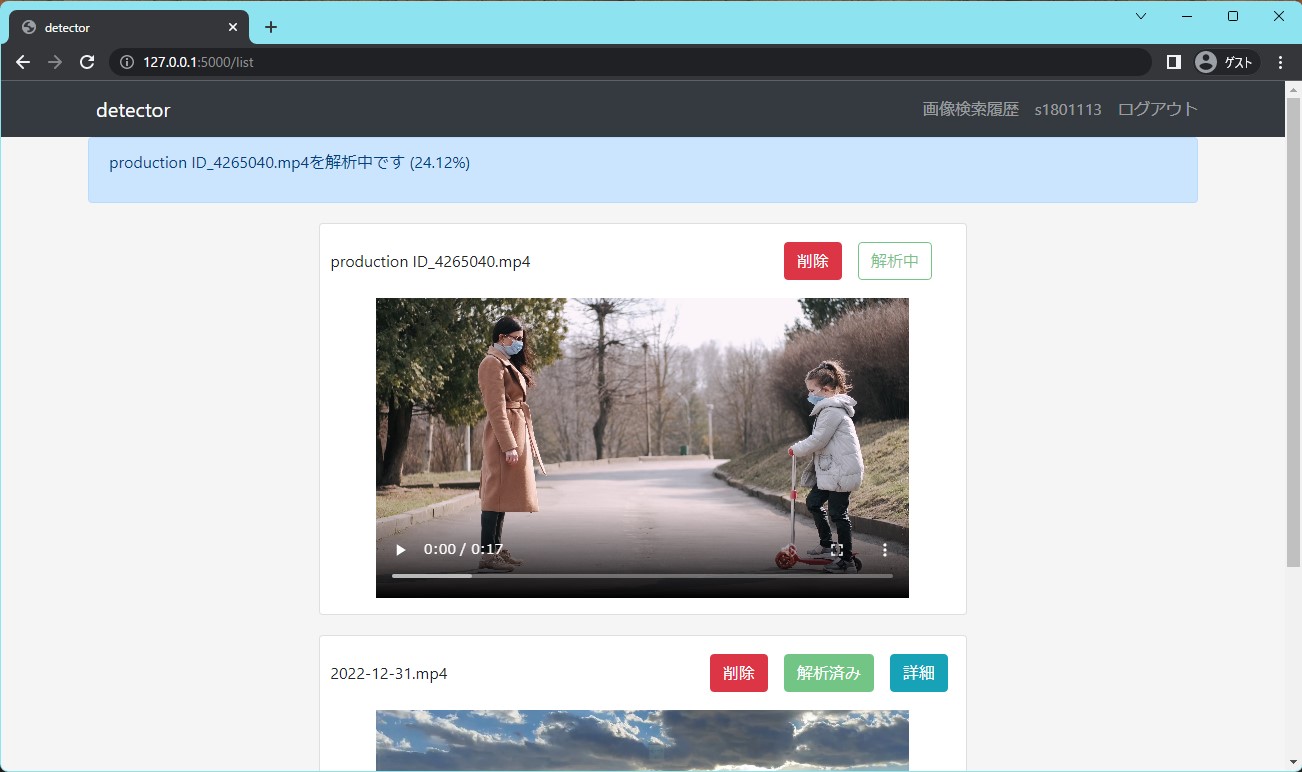 detector
127.0.0.1:5000/list
ゲスト
detector 画像検索履歴 s1801113 ログアウト
production ID_4265040.mp4を解析中です (24.12%)
production ID_4265040.mp4 削除 解析中
0:00 / 0:17
2022-12-31.mp4 削除 解析済み 詳細